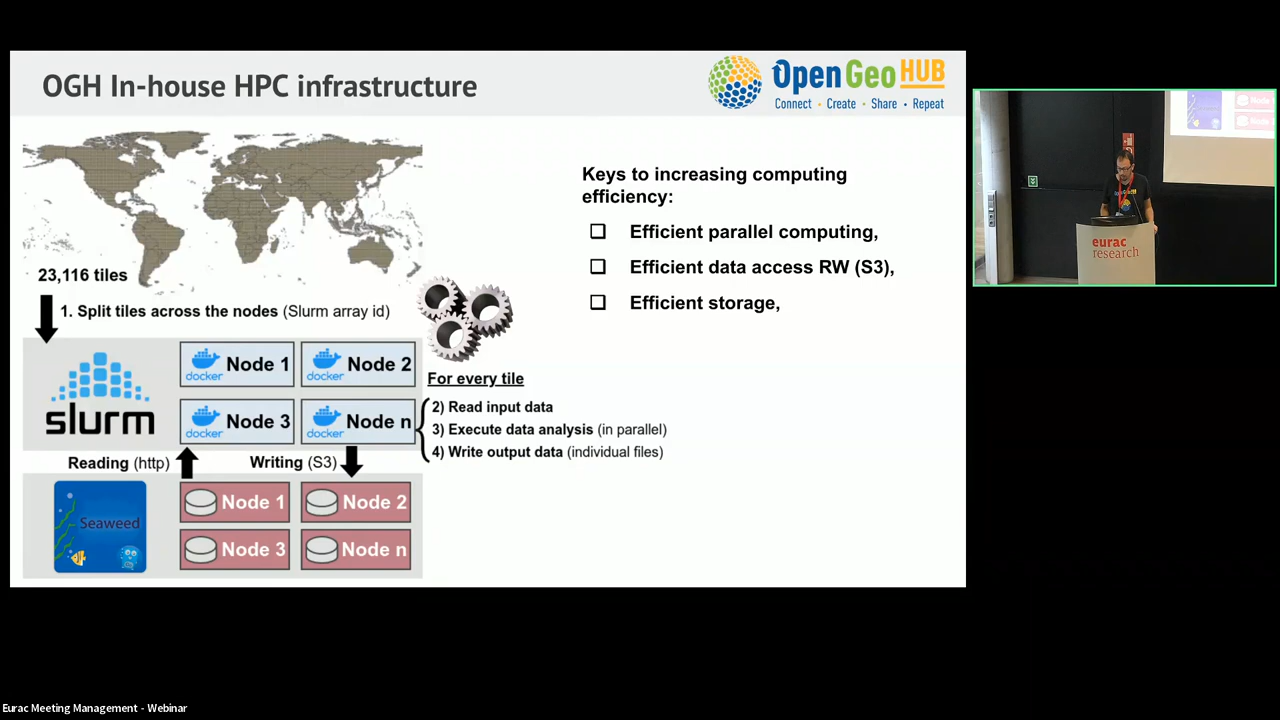 OGH In-house HPC infrastructure
OpenGeoHUB
Connect • Create • Share • Repeat
Keys to increasing computing
efficiency:
Efficient parallel computing,
Efficient data access RW (S3),
Efficient storage,
23,116 tiles
1. Split tiles across the nodes (Slurm array id)
slurm
docker
Node 1
docker
Node 2
docker
Node 3
docker
Node n
For every tile
2) Read input data
3) Execute data analysis (in parallel)
4) Write output data (individual files)
Reading (http)
Writing (S3)
Seaweed
Node 1
Node 2
Node 3
Node n
eurac
research
Eurac Meeting Management - Webinar